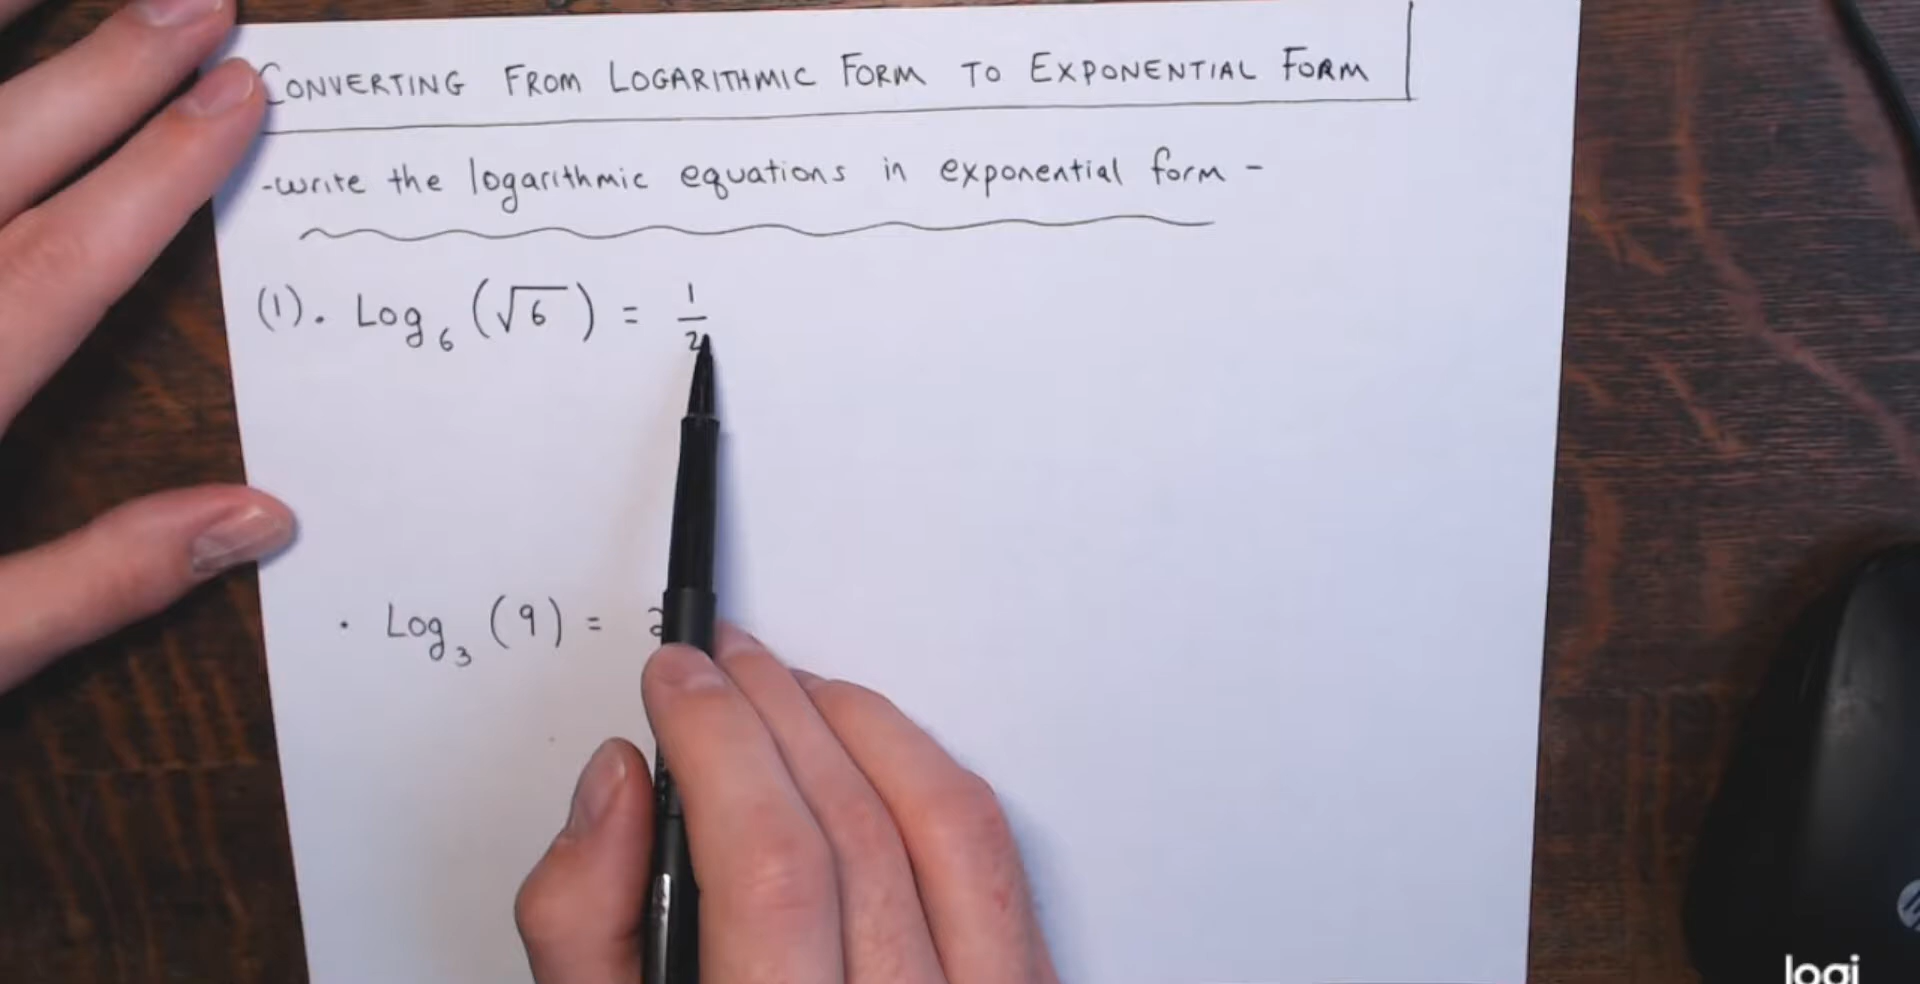 CONVERTING FROM LOGARITHMIC FORM TO EXPONENTIAL FORM
-write the logarithmic equations in exponential form-
(1). Log₆ (√6) = 1/2
· Log₃ (9) = 2
logi